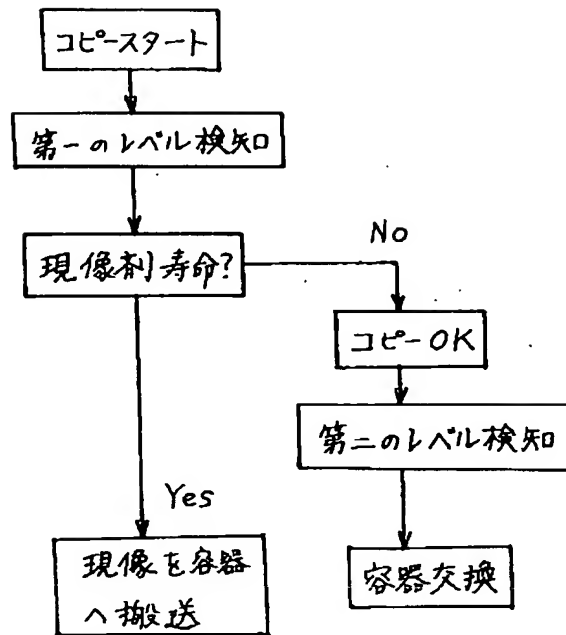 コピースタート
第一のレベル検知
現像剤寿命?
No
コピーOK
第二のレベル検知
Yes
現像を容器
へ搬送
容器交換